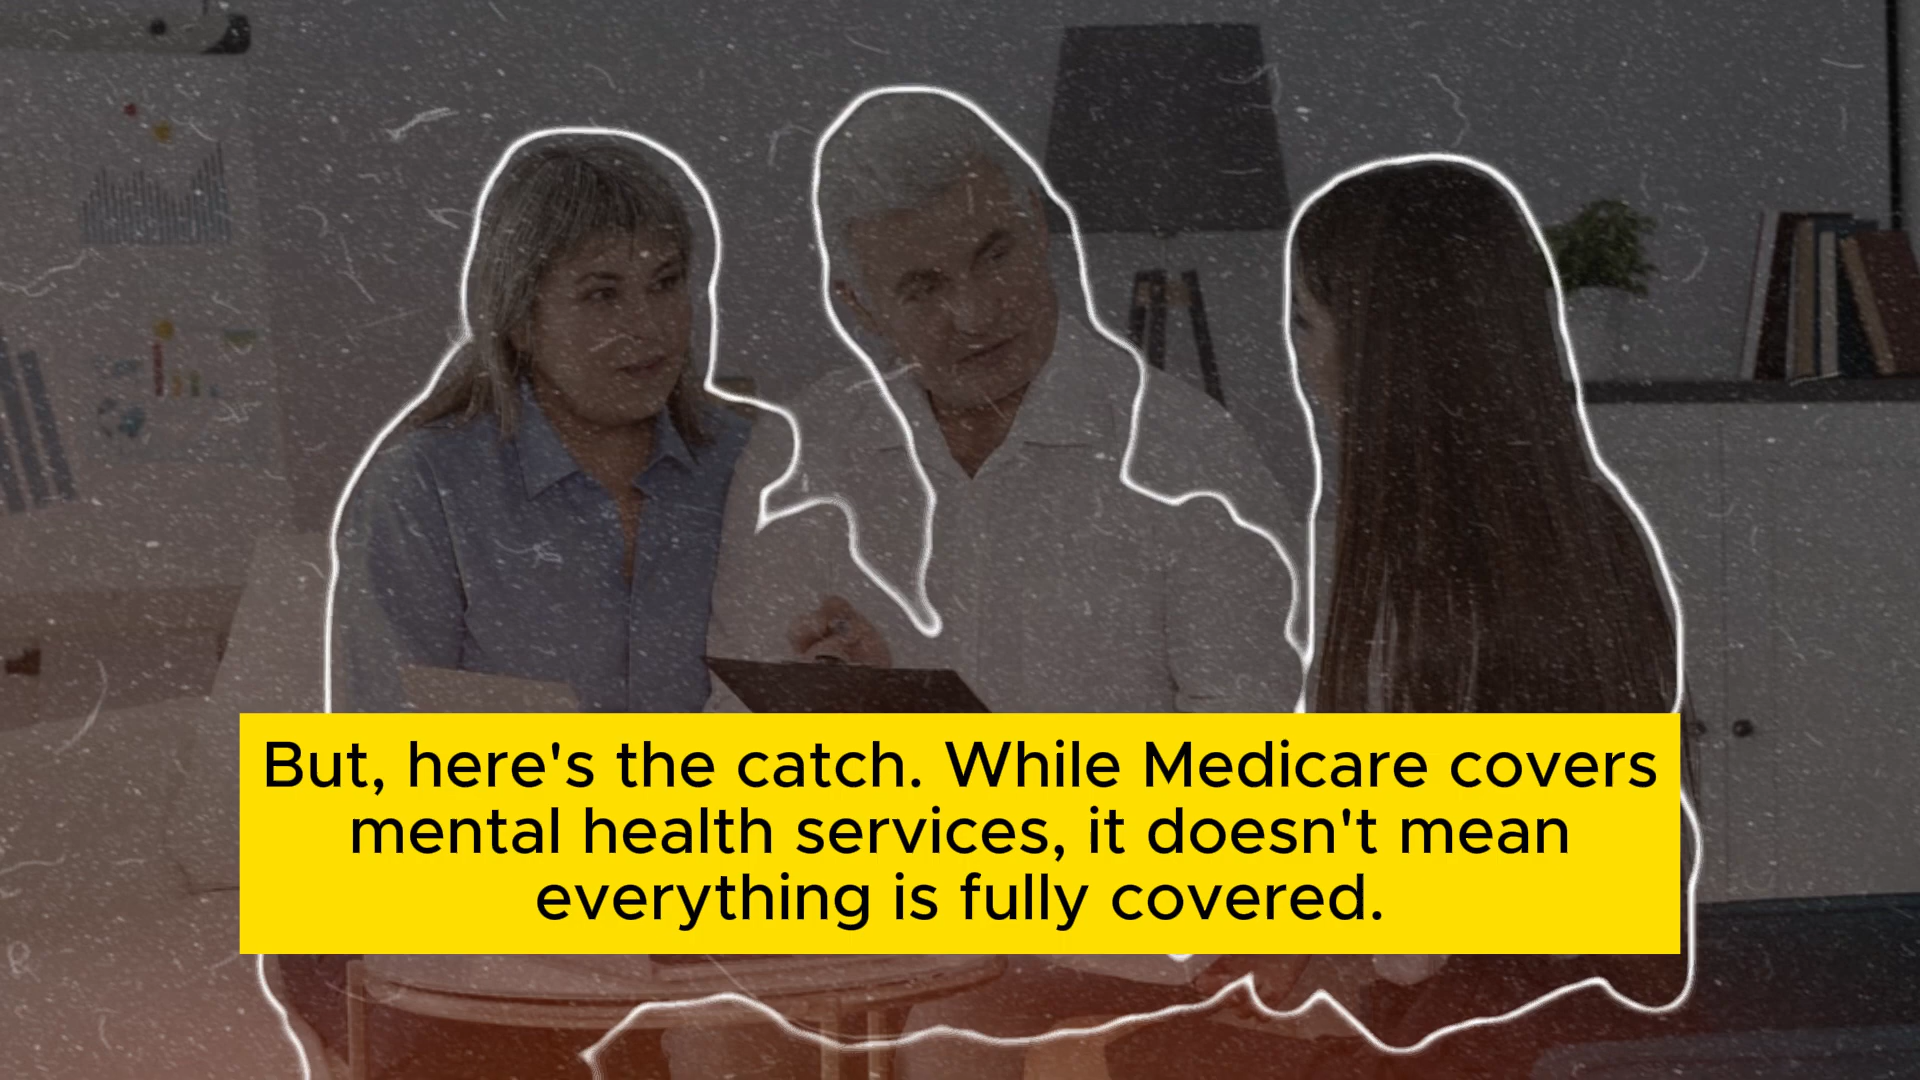 But, here's the catch. While Medicare covers
mental health services, it doesn't mean
everything is fully covered.